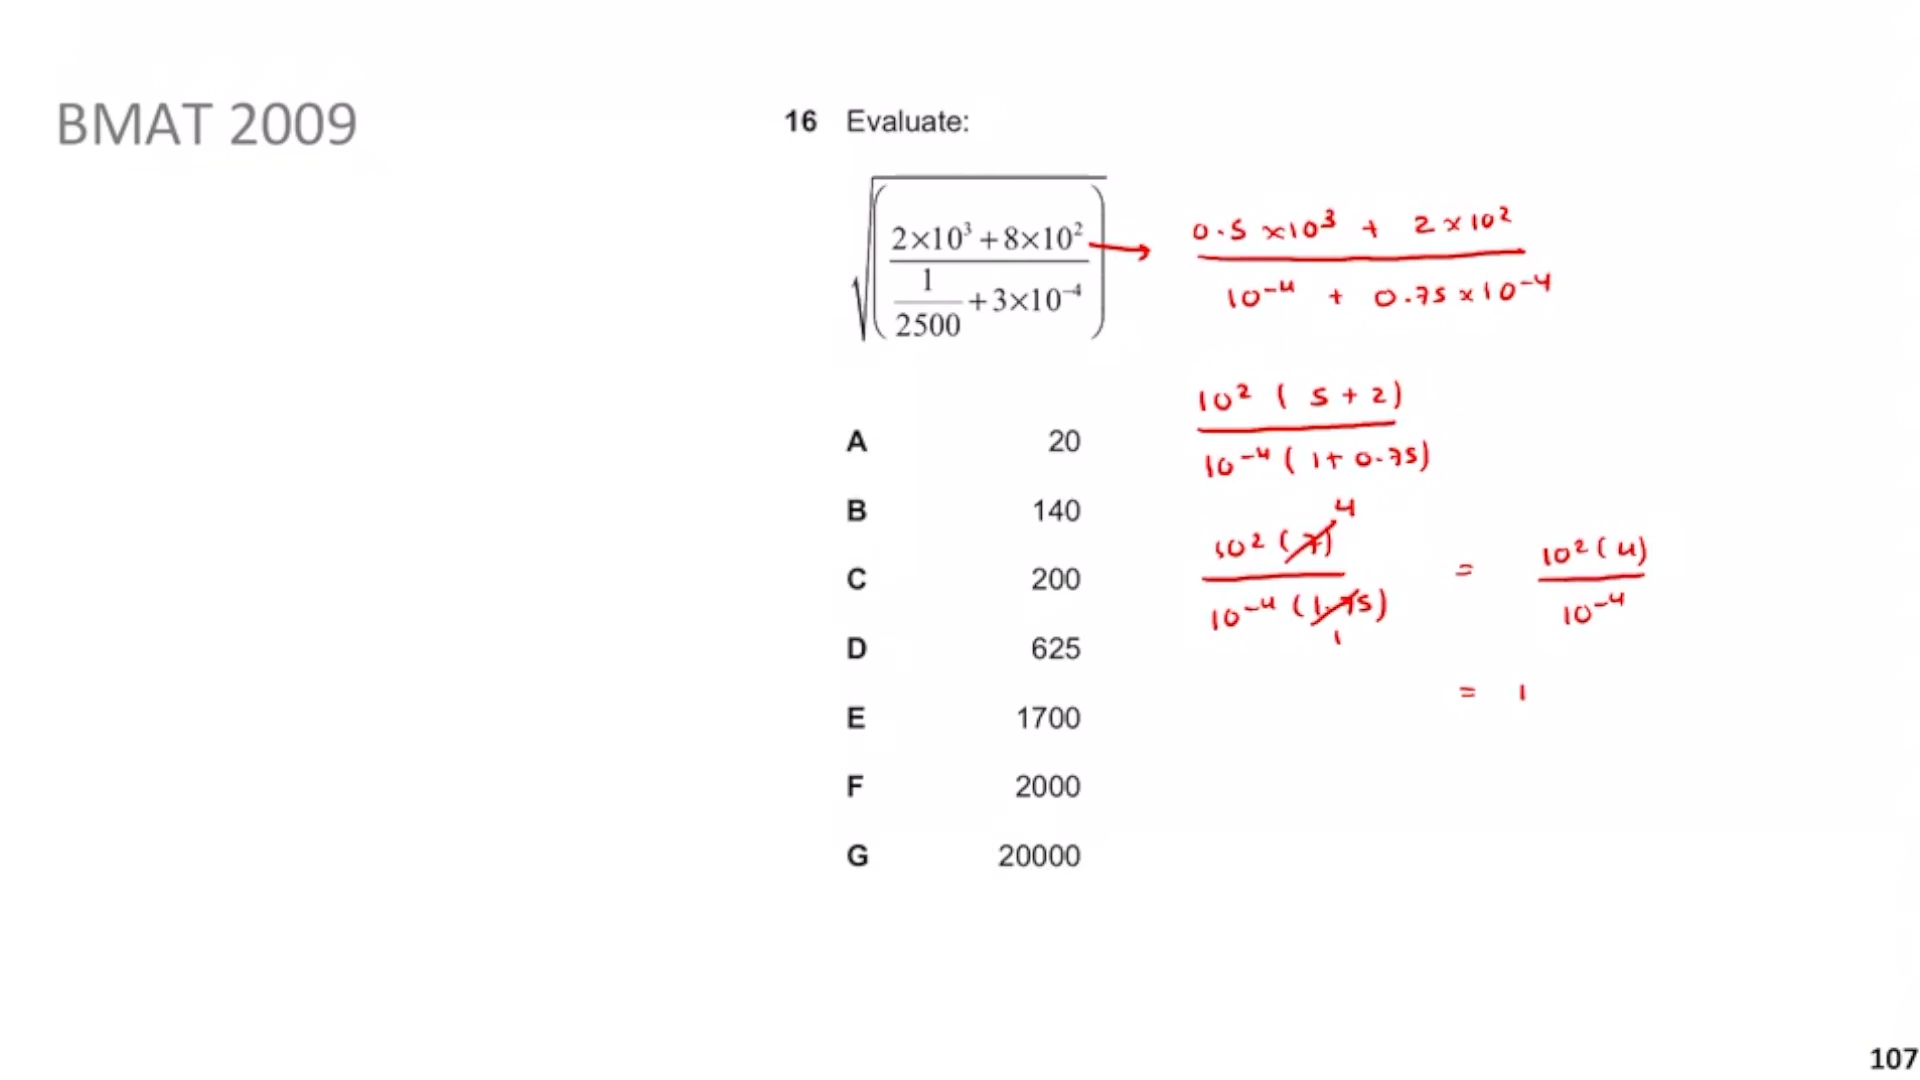 BMAT 2009
16 Evaluate:
√((2×10³ + 8×10²) / (1/2500 + 3×10⁻⁴))
0.5 ×10³ + 2 ×10²
10⁻⁴ + 0.75 ×10⁻⁴
10² ( 5 + 2 )
10⁻⁴ ( 1 + 0.75 )
4
10² ( 7 ) = 10² ( 4 )
10⁻⁴ ( 1.75 ) 10⁻⁴
1
= 1
A 20
B 140
C 200
D 625
E 1700
F 2000
G 20000
107